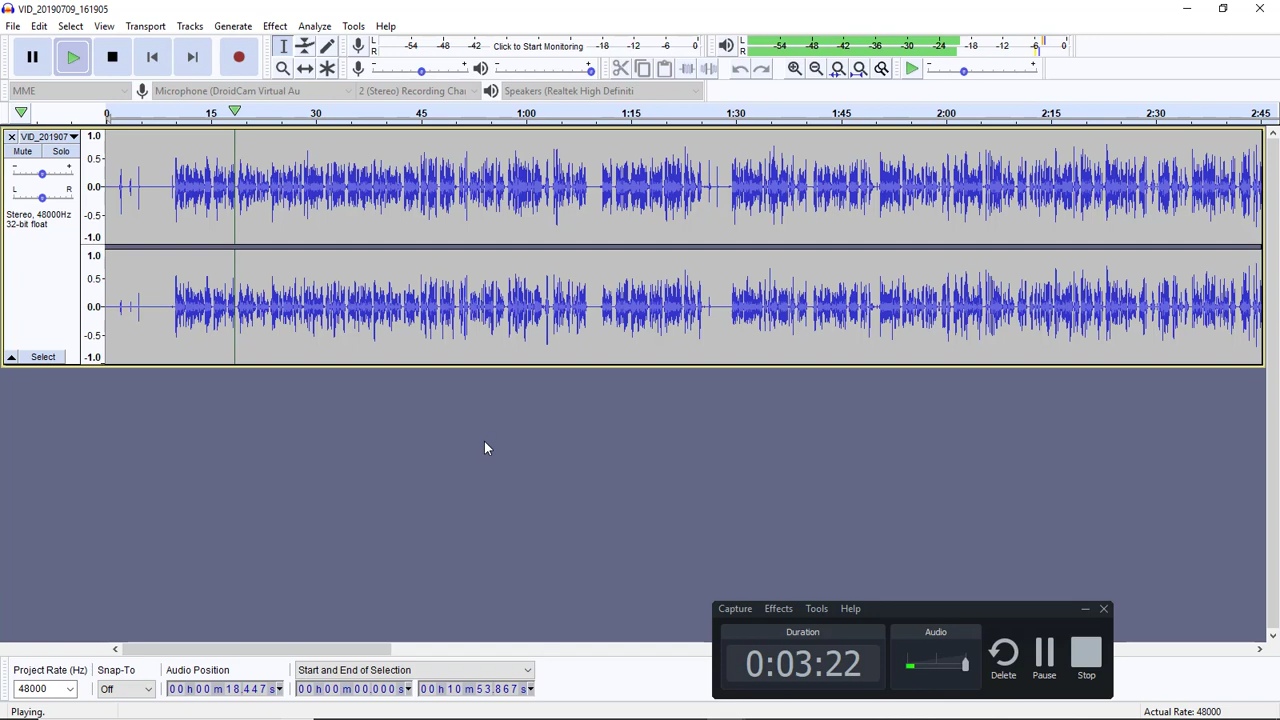 VID_20190709_161905
File Edit Select View Transport Tracks Generate Effect Analyze Tools Help
L R -54 -48 -42 Click to Start Monitoring -18 -12 -6 0
L R -54 -48 -42 -36 -30 -24 -18 -12 -6 0
MME Microphone (DroidCam Virtual Au 2 (Stereo) Recording Chai Speakers (Realtek High Definiti
0 15 30 45 1:00 1:15 1:30 1:45 2:00 2:15 2:30 2:45
VID_201907
Mute Solo
- +
L R
Stereo, 48000Hz
32-bit float
Select
1.0
0.5
0.0
-0.5
-1.0
1.0
0.5
0.0
-0.5
-1.0
Capture Effects Tools Help
Duration Audio
0:03:22
Delete Pause Stop
Project Rate (Hz) Snap-To Audio Position Start and End of Selection
48000 Off 00h00m18.447s 00h00m00.000s 00h10m53.867s
Playing. Actual Rate: 48000